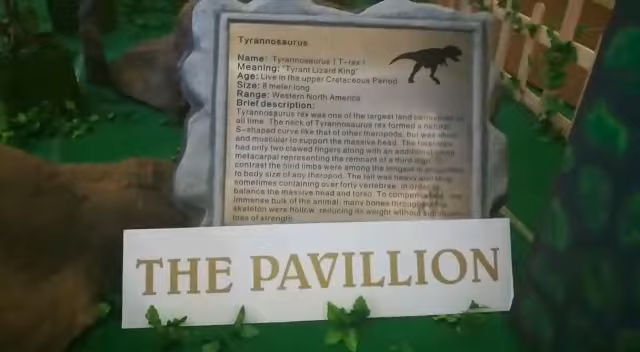 Tyrannosaurus
Name: Tyrannosaurus ( T-rax )
Meaning: "Tyrant Lizard King"
Age: Live in the upper Cretaceous Period
Size: 8 meter long
Range: Western North America
Brief description:
Tyrannosaurus rex was one of the largest land carnivores of
all time. The neck of Tyrannosaurus rex formed a natural
S-shaped curve like that of other theropods, but was short
and muscular to support the massive head. The forelimbs
had only two clawed fingers along with an additional small
metacarpal representing the remnant of a third digit.
contrast the hind limbs were among the longest in proportion
to body size of any theropod. The tail was heavy and long,
sometimes containing over forty vertebrae, in order to
balance the massive head and torso. To compensate
immense bulk of the animal, many bones throughout the
skeleton were hollow, reducing its weight without significant
loss of strength.
THE PAVILLION